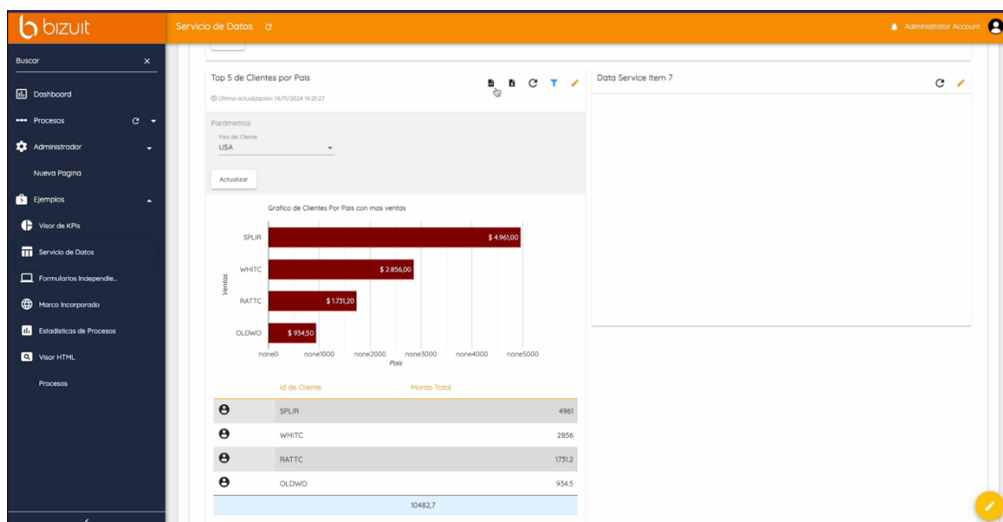 bizuit
Servicio de Datos
Administrator Account
Buscar
Dashboard
Procesos
Administrador
Nueva Pagina
Ejemplos
Visor de KPIs
Servicio de Datos
Formularios Independie...
Marco Incorporado
Estadísticas de Procesos
Visor HTML
Procesos
Top 5 de Clientes por País
Última actualización: 14/11/2024 14:25:27
Parámetros
País del Cliente
USA
Actualizar
Grafico de Clientes Por Pais con mas ventas
Ventas
SPLIR
$ 4.961,00
WHITC
$ 2.856,00
RATTC
$ 1.731,20
OLDWO
$ 934,50
none0 none1000 none2000 none3000 none4000 none5000
Pais
Id de Cliente Monto Total
SPLIR 4961
WHITC 2856
RATTC 1731.2
OLDWO 934.5
10482,7
Data Service Item 7